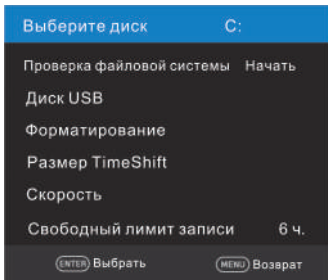 Выберите диск C:
Проверка файловой системы Начать
Диск USB
Форматирование
Размер TimeShift
Скорость
Свободный лимит записи 6 ч.
ENTER Выбрать MENU Возврат